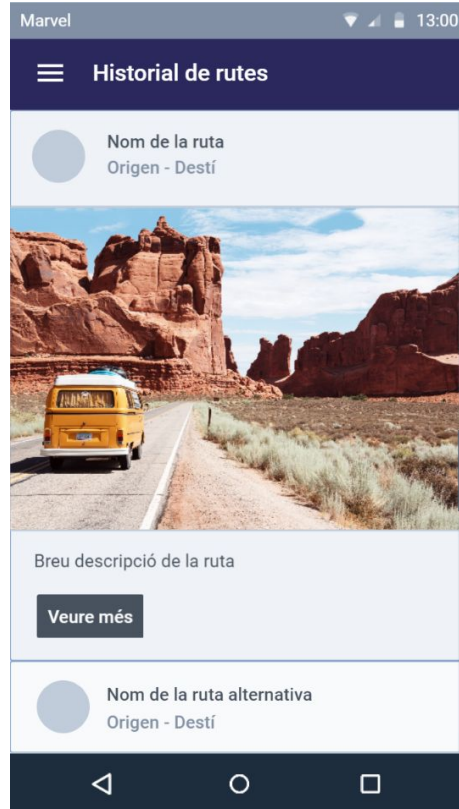 Marvel 13:00
Historial de rutes
Nom de la ruta
Origen - Destí
Breu descripció de la ruta
Veure més
Nom de la ruta alternativa
Origen - Destí